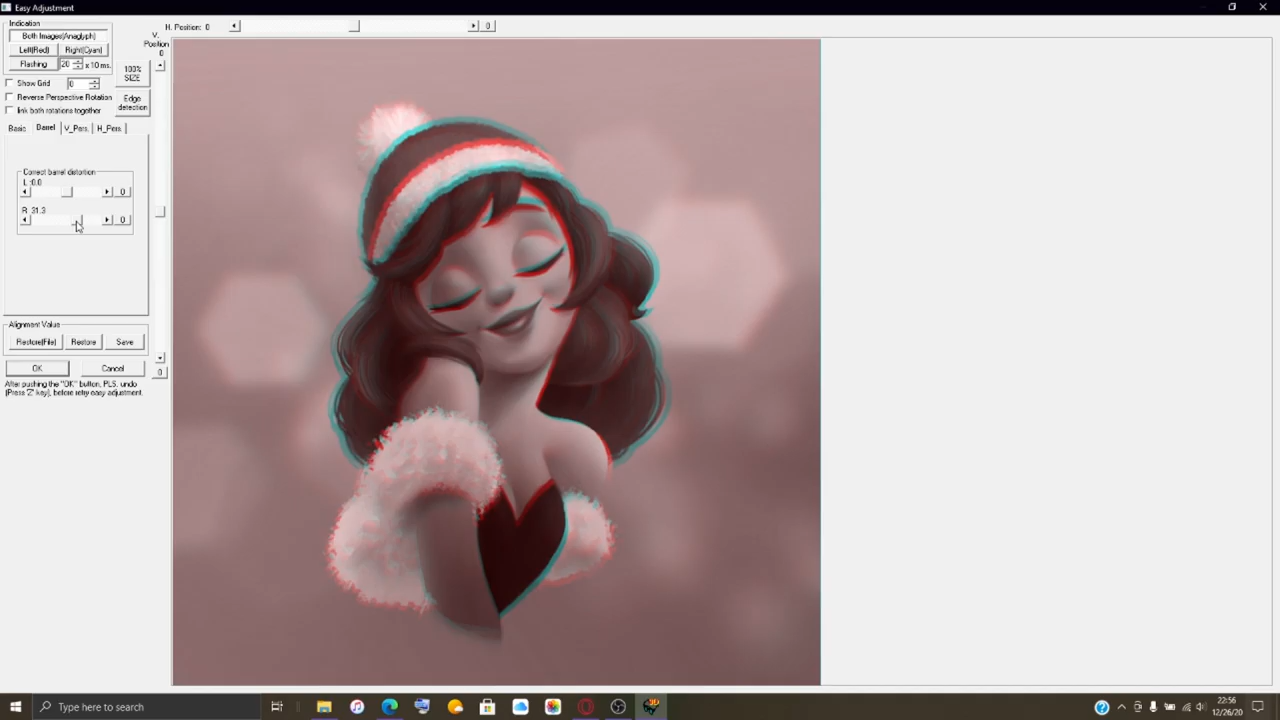 Easy Adjustment
Indication
Both Images(Anaglyph)
Left(Red) Right(Cyan)
Flashing 20 x 10 ms.
Show Grid 0
Reverse Perspective Rotation
link both rotations together
H. Position: 0
0
V.
Position
0
100%
SIZE
Edge
detection
Basic Barrel V_Pers. H_Pers.
Correct barrel distortion
L :0.0
0
R :31.3
0
Alignment Value
Restore(File) Restore Save
0
OK Cancel
After pushing the "OK" button, PLS. undo
(Press 'Z' key), before retry easy adjustment.
Type here to search
22:56
12/26/20